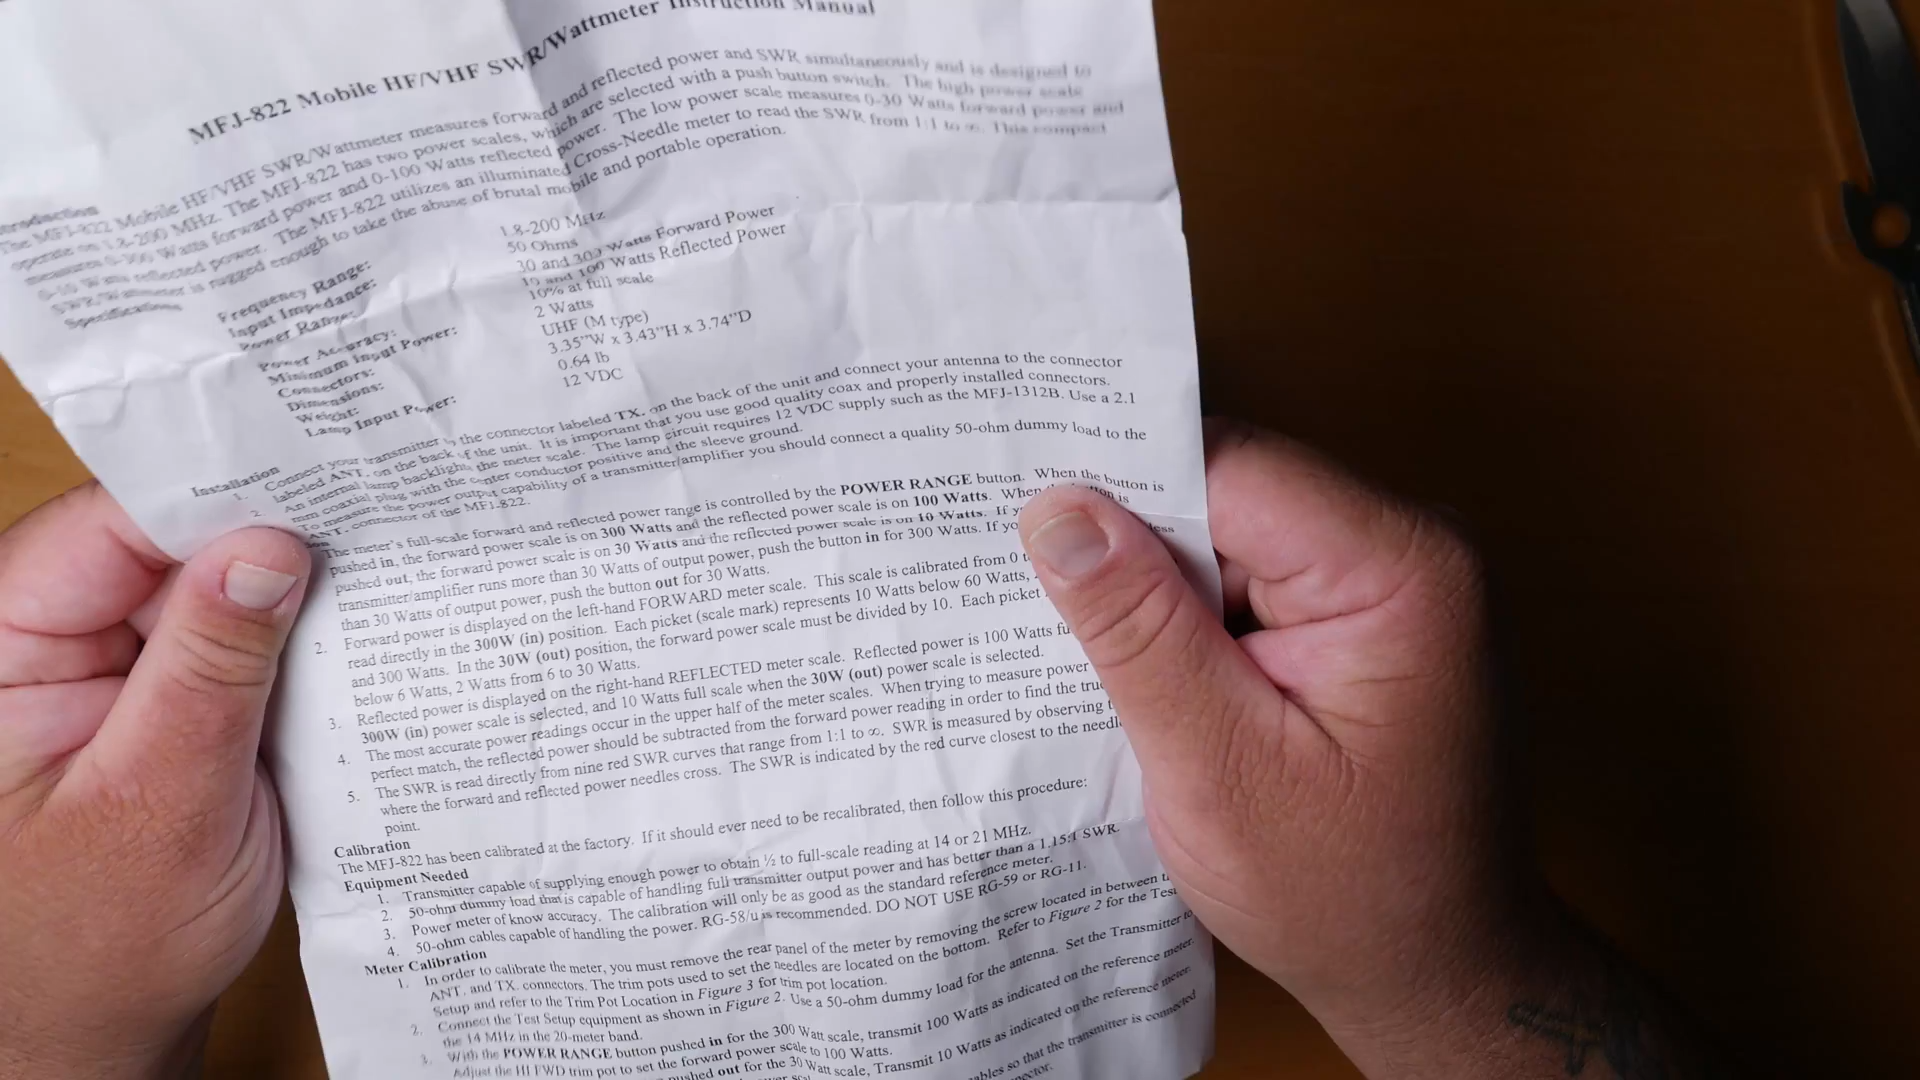 MFJ-822 Mobile HF/VHF SWR/Wattmeter Instruction Manual
Introduction
The MFJ-822 Mobile HF/VHF SWR/Wattmeter measures forward and reflected power and SWR simultaneously and is designed to
operate on 1.8-200 MHz. The MFJ-822 has two power scales, which are selected with a push button switch. The high power scale
measures 0-300 Watts forward power and 0-100 Watts reflected power. The low power scale measures 0-30 Watts forward power and
0-10 Watts reflected power. The MFJ-822 utilizes an illuminated Cross-Needle meter to read the SWR from 1:1 to ∞. This compact
SWR/Wattmeter is rugged enough to take the abuse of brutal mobile and portable operation.
Specifications
Frequency Range: 1.8-200 MHz
Input Impedance: 50 Ohms
Power Range: 30 and 300 Watts Forward Power
10 and 100 Watts Reflected Power
Power Accuracy: 10% at full scale
Minimum Input Power: 2 Watts
Connectors: UHF (M type)
Dimensions: 3.35"W x 3.43"H x 3.74"D
Weight: 0.64 lb
Lamp Input Power: 12 VDC
Installation
1. Connect your transmitter to the connector labeled TX. on the back of the unit and connect your antenna to the connector
labeled ANT. on the back of the unit. It is important that you use good quality coax and properly installed connectors.
2. An internal lamp backlights the meter scale. The lamp circuit requires 12 VDC supply such as the MFJ-1312B. Use a 2.1
mm coaxial plug with the center conductor positive and the sleeve ground.
To measure the power output capability of a transmitter/amplifier you should connect a quality 50-ohm dummy load to the
ANT. connector of the MFJ-822.
The meter's full-scale forward and reflected power range is controlled by the POWER RANGE button. When the button is
pushed in, the forward power scale is on 300 Watts and the reflected power scale is on 100 Watts. When button is
pushed out, the forward power scale is on 30 Watts and the reflected power scale is on 10 Watts. If
transmitter/amplifier runs more than 30 Watts of output power, push the button in for 300 Watts. If less
than 30 Watts of output power, push the button out for 30 Watts.
2. Forward power is displayed on the left-hand FORWARD meter scale. This scale is calibrated from 0
read directly in the 300W (in) position. Each picket (scale mark) represents 10 Watts below 60 Watts,
and 300 Watts. In the 30W (out) position, the forward power scale must be divided by 10. Each picket
below 6 Watts, 2 Watts from 6 to 30 Watts.
3. Reflected power is displayed on the right-hand REFLECTED meter scale. Reflected power is 100 Watts
300W (in) power scale is selected, and 10 Watts full scale when the 30W (out) power scale is selected.
4. The most accurate power readings occur in the upper half of the meter scales. When trying to measure power
perfect match, the reflected power should be subtracted from the forward power reading in order to find the
5. The SWR is read directly from nine red SWR curves that range from 1:1 to ∞. SWR is measured by observing
where the forward and reflected power needles cross. The SWR is indicated by the red curve closest to the
point.
Calibration
The MFJ-822 has been calibrated at the factory. If it should ever need to be recalibrated, then follow this procedure:
Equipment Needed
1. Transmitter capable of supplying enough power to obtain ½ to full-scale reading at 14 or 21 MHz.
2. 50-ohm dummy load that is capable of handling full transmitter output power and has better than a 1.15:1 SWR.
3. Power meter of know accuracy. The calibration will only be as good as the standard reference meter.
4. 50-ohm cables capable of handling the power. RG-58/u is recommended. DO NOT USE RG-59 or RG-11.
Meter Calibration
1. In order to calibrate the meter, you must remove the rear panel of the meter by removing the screw located in between
ANT. and TX. connectors. The trim pots used to set the needles are located on the bottom. Refer to Figure 2 for the Test
Setup and refer to the Trim Pot Location in Figure 3 for trim pot location.
2. Connect the Test Setup equipment as shown in Figure 2. Use a 50-ohm dummy load for the antenna. Set the Transmitter to
the 14 MHz in the 20-meter band.
3. With the POWER RANGE button pushed in for the 300 Watt scale, transmit 100 Watts as indicated on the reference meter.
Adjust the HI FWD trim pot to set the forward power scale to 100 Watts.
pushed out for the 30 Watt scale, Transmit 10 Watts as indicated on the reference meter.
cables so that the transmitter is connected